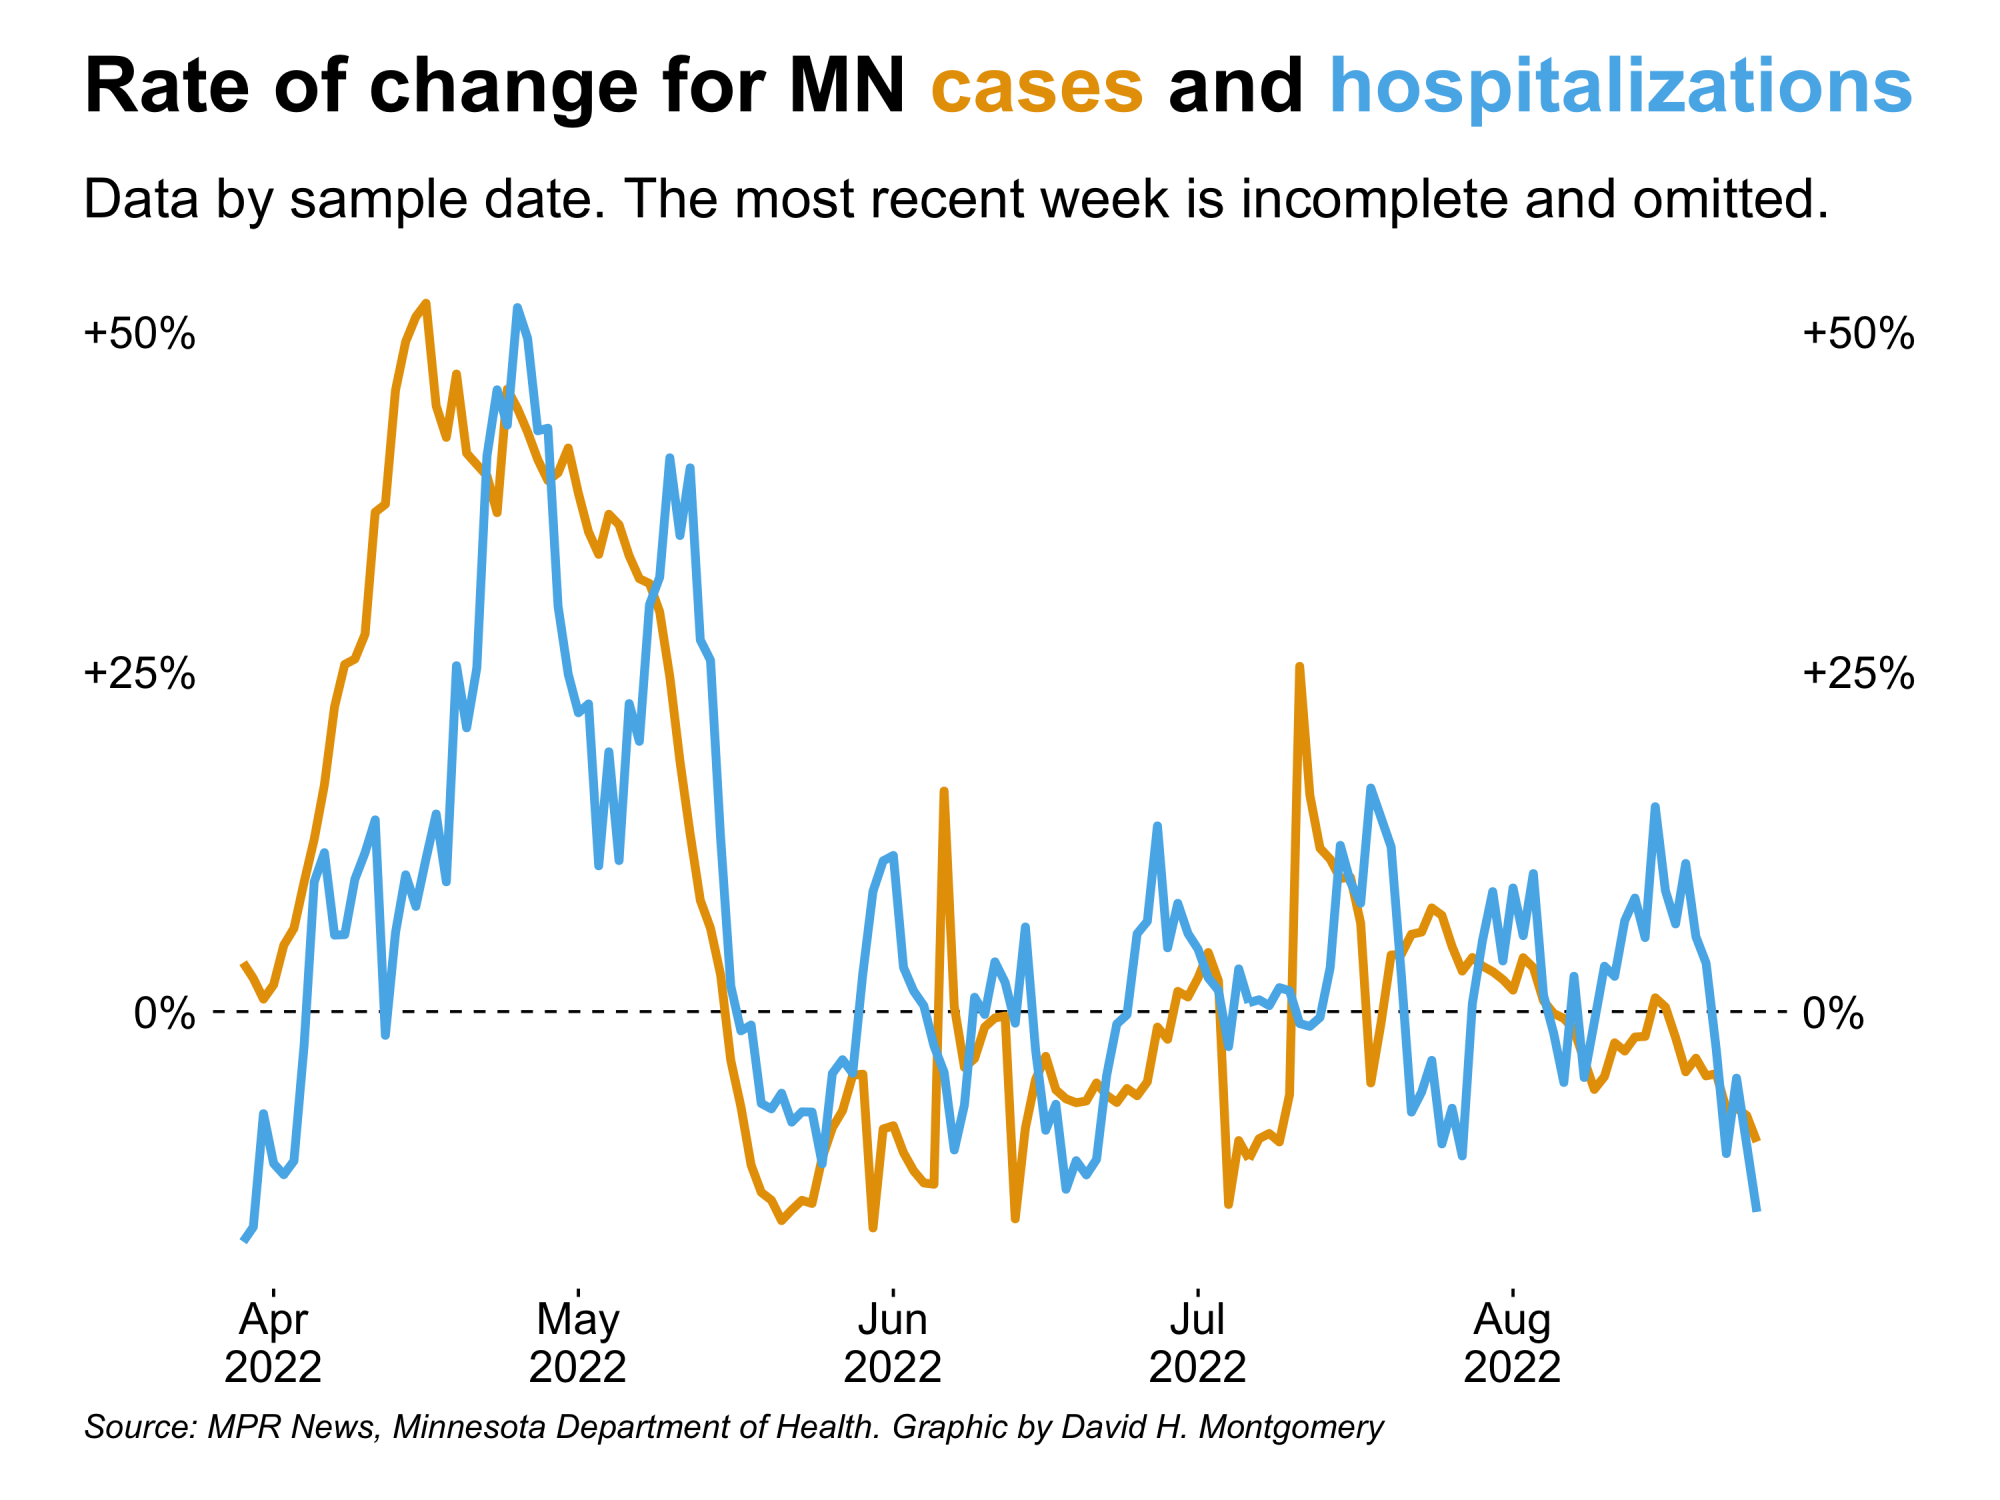 Rate of change for MN cases and hospitalizations
Data by sample date. The most recent week is incomplete and omitted.
+50% +50%
+25% +25%
0% 0%
Apr May Jun Jul Aug
2022 2022 2022 2022 2022
Source: MPR News, Minnesota Department of Health. Graphic by David H. Montgomery